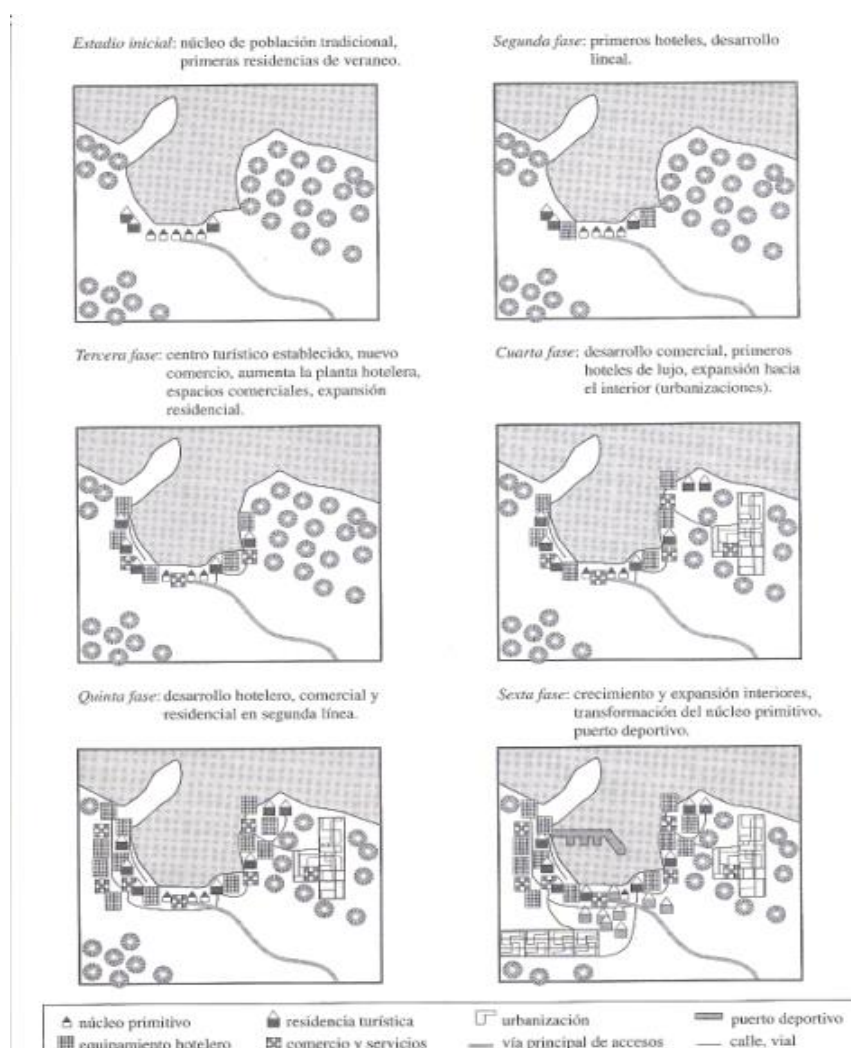 Estadio inicial: núcleo de población tradicional,
primeras residencias de veraneo.
Segunda fase: primeros hoteles, desarrollo
lineal.
Tercera fase: centro turístico establecido, nuevo
comercio, aumenta la planta hotelera,
espacios comerciales, expansión
residencial.
Cuarta fase: desarrollo comercial, primeros
hoteles de lujo, expansión hacia
el interior (urbanizaciones).
Quinta fase: desarrollo hotelero, comercial y
residencial en segunda línea.
Sexta fase: crecimiento y expansión interiores,
transformación del núcleo primitivo,
puerto deportivo.
núcleo primitivo
residencia turística
urbanización
puerto deportivo
equipamiento hotelero
comercio y servicios
vía principal de accesos
calle, vial